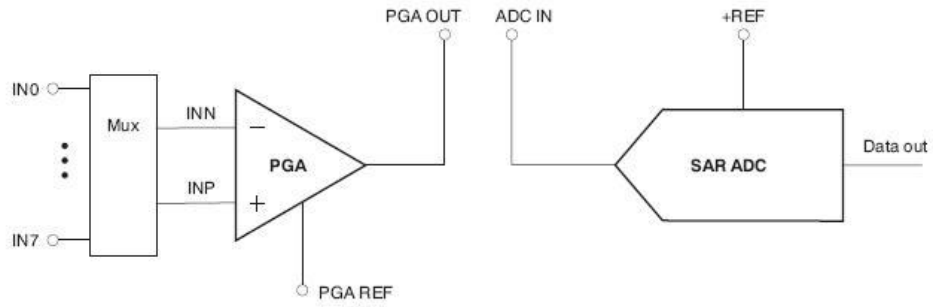 PGA OUT
ADC IN
+REF
IN0
Mux
INN
−
PGA
INP
+
IN7
PGA REF
SAR ADC
Data out